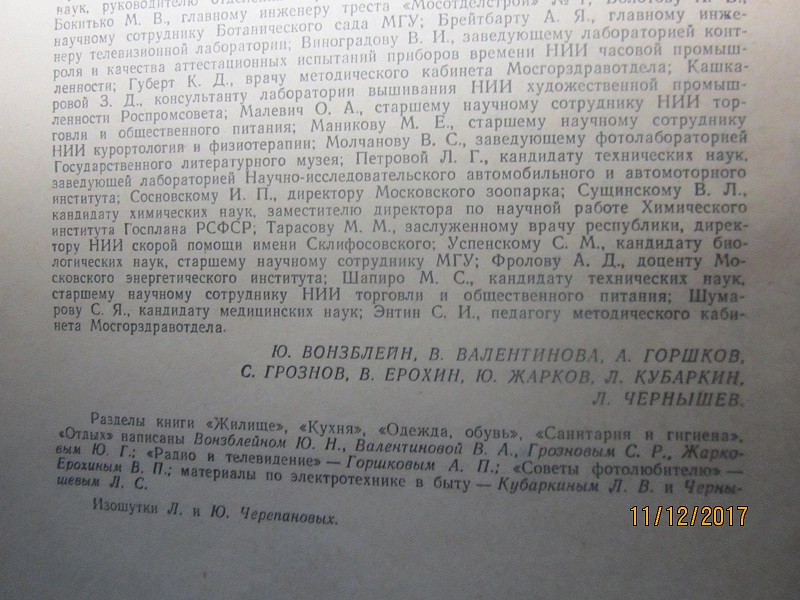 наук, руководителю
Бокитько М. В., главному инженеру треста «Мосотделстрой» № 1;
научному сотруднику Ботанического сада МГУ; Брейтбарту А. Я., главному инже-
неру телевизионной лаборатории; Виноградову В. И., заведующему лабораторией конт-
роля и качества аттестационных испытаний приборов времени НИИ часовой промыш-
ленности; Губерт К. Д., врачу методического кабинета Мосгорздравотдела; Кашка-
ровой З. Д., консультанту лаборатории вышивания НИИ художественной промыш-
ленности Роспромсовета; Малевич О. А., старшему научному сотруднику НИИ тор-
говли и общественного питания; Маникову М. Е., старшему научному сотруднику
НИИ курортологии и физиотерапии; Молчанову В. С., заведующему фотолабораторией
Государственного литературного музея; Петровой Л. Г., кандидату технических наук,
заведующей лабораторией Научно-исследовательского автомобильного и автомоторного
института; Сосновскому И. П., директору Московского зоопарка; Сущинскому В. Л.,
кандидату химических наук, заместителю директора по научной работе Химического
института Госплана РСФСР; Тарасову М. М., заслуженному врачу республики, дирек-
тору НИИ скорой помощи имени Склифосовского; Успенскому С. М., кандидату био-
логических наук, старшему научному сотруднику МГУ; Фролову А. Д., доценту Мо-
сковского энергетического института; Шапиро М. С., кандидату технических наук,
старшему научному сотруднику НИИ торговли и общественного питания; Шума-
рову С. Я., кандидату медицинских наук; Энтин С. И., педагогу методического каби-
нета Мосгорздравотдела.
Ю. ВОНЗБЛЕЙН, В. ВАЛЕНТИНОВА, А. ГОРШКОВ,
С. ГРОЗНОВ, В. ЕРОХИН, Ю. ЖАРКОВ, Л. КУБАРКИН,
Л. ЧЕРНЫШЕВ.
Разделы книги «Жилище», «Кухня», «Одежда, обувь», «Санитария и гигиена»,
«Отдых» написаны Вонзблейном Ю. Н., Валентиновой В. А., Грозновым С. Р., Жарко-
вым Ю. Г.; «Радио и телевидение» — Горшковым А. П.; «Советы фотолюбителю» —
Ерохиным В. П.; материалы по электротехнике в быту — Кубаркиным Л. В. и Черны-
шевым Л. С.
Изошутки Л. и Ю. Черепановых.
11/12/2017